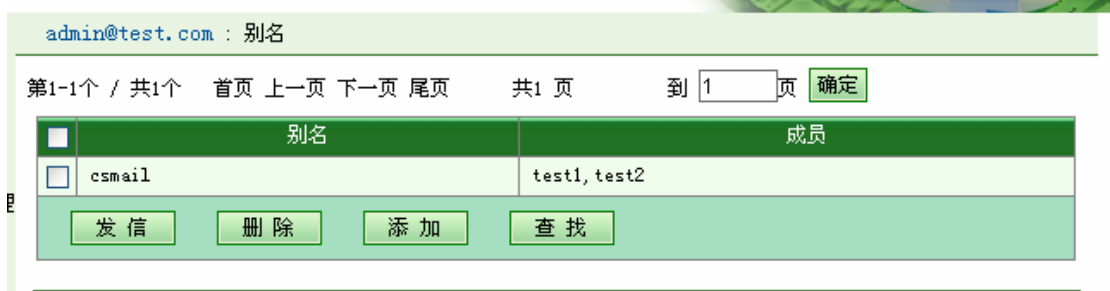 admin@test.com : 别名
第1-1个 / 共1个 首页 上一页 下一页 尾页 共1 页 到 1 页 确定
别名 成员
csmail test1,test2
发 信 删 除 添 加 查 找